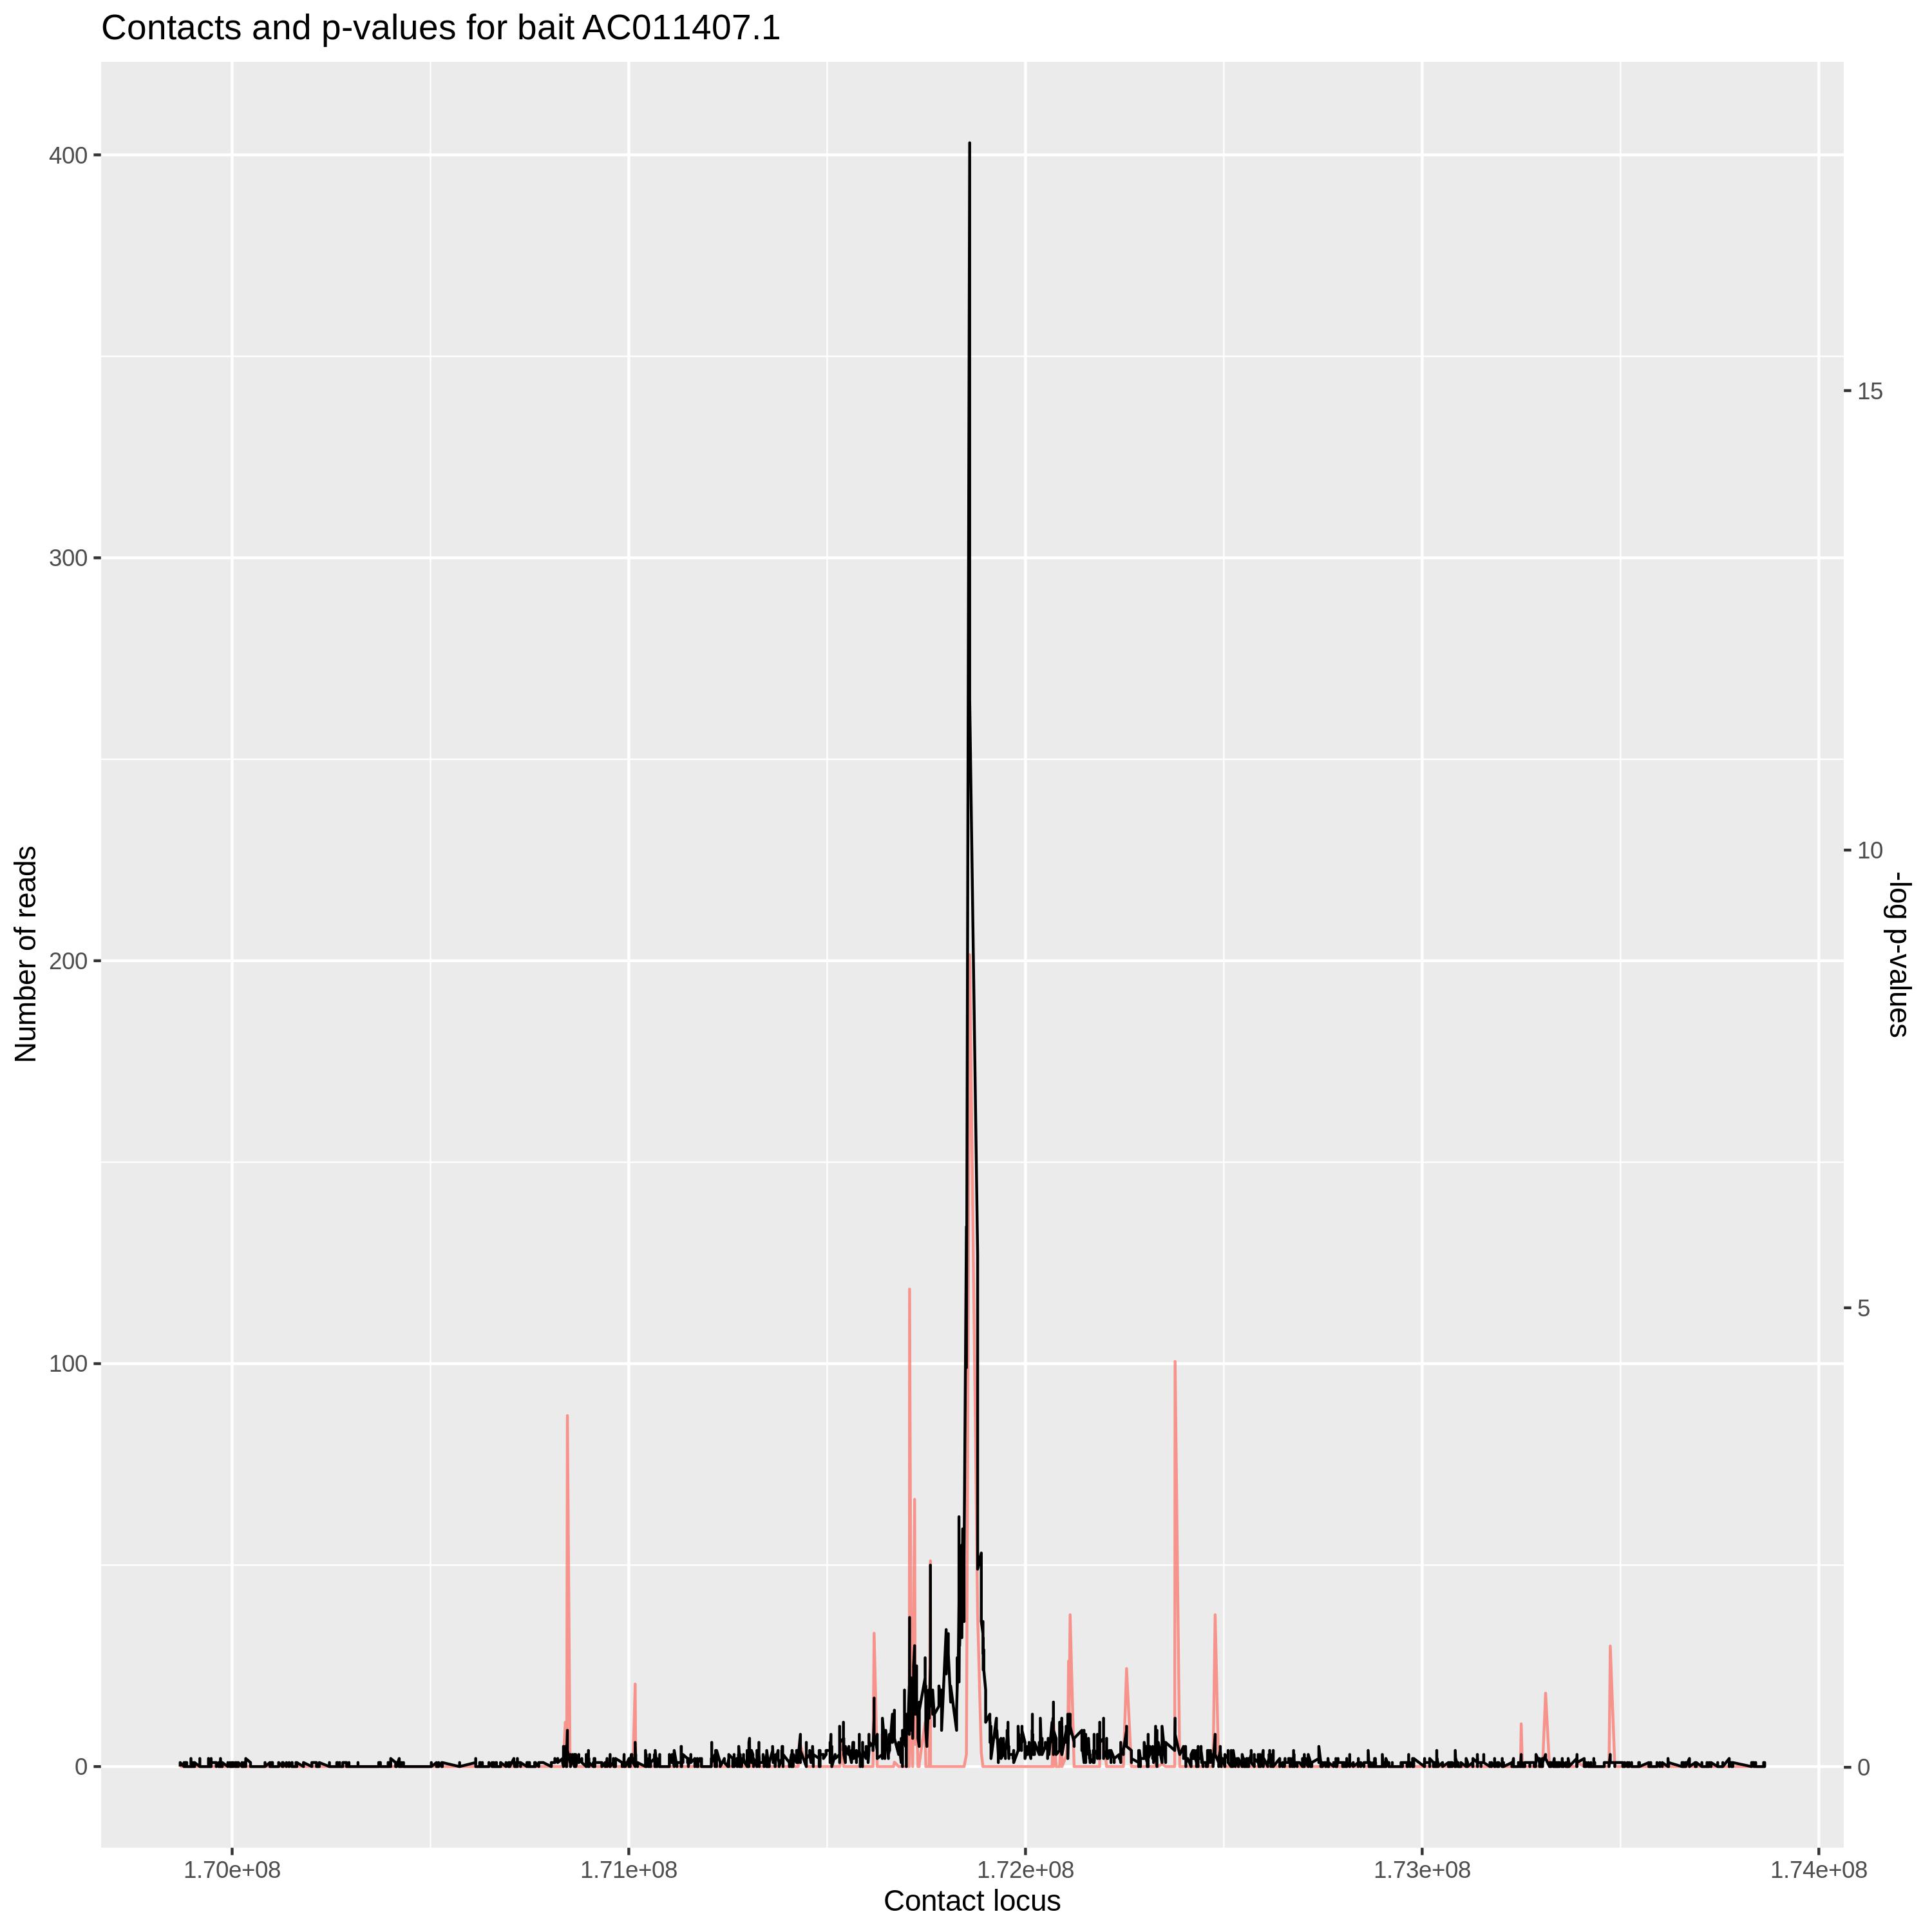 Contacts and p-values for bait AC011407.1
400
300
200
100
0
Number of reads
15
10
5
0
-log p-values
1.70e+08 1.71e+08 1.72e+08 1.73e+08 1.74e+08
Contact locus